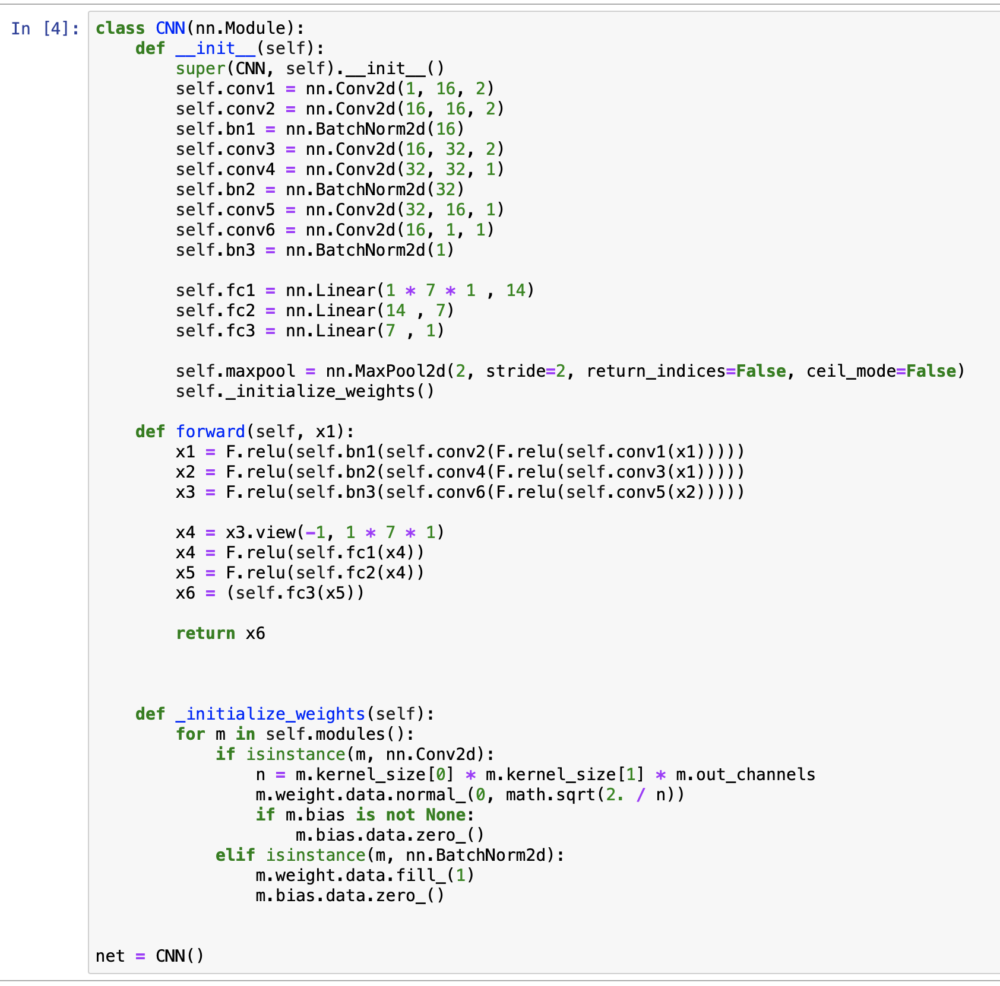 In [4]: class CNN(nn.Module):
    def __init__(self):
        super(CNN, self).__init__()
        self.conv1 = nn.Conv2d(1, 16, 2)
        self.conv2 = nn.Conv2d(16, 16, 2)
        self.bn1 = nn.BatchNorm2d(16)
        self.conv3 = nn.Conv2d(16, 32, 2)
        self.conv4 = nn.Conv2d(32, 32, 1)
        self.bn2 = nn.BatchNorm2d(32)
        self.conv5 = nn.Conv2d(32, 16, 1)
        self.conv6 = nn.Conv2d(16, 1, 1)
        self.bn3 = nn.BatchNorm2d(1)

        self.fc1 = nn.Linear(1 * 7 * 1 , 14)
        self.fc2 = nn.Linear(14 , 7)
        self.fc3 = nn.Linear(7 , 1)

        self.maxpool = nn.MaxPool2d(2, stride=2, return_indices=False, ceil_mode=False)
        self._initialize_weights()

    def forward(self, x1):
        x1 = F.relu(self.bn1(self.conv2(F.relu(self.conv1(x1)))))
        x2 = F.relu(self.bn2(self.conv4(F.relu(self.conv3(x1)))))
        x3 = F.relu(self.bn3(self.conv6(F.relu(self.conv5(x2)))))

        x4 = x3.view(-1, 1 * 7 * 1)
        x4 = F.relu(self.fc1(x4))
        x5 = F.relu(self.fc2(x4))
        x6 = (self.fc3(x5))

        return x6

    def _initialize_weights(self):
        for m in self.modules():
            if isinstance(m, nn.Conv2d):
                n = m.kernel_size[0] * m.kernel_size[1] * m.out_channels
                m.weight.data.normal_(0, math.sqrt(2. / n))
                if m.bias is not None:
                    m.bias.data.zero_()
            elif isinstance(m, nn.BatchNorm2d):
                m.weight.data.fill_(1)
                m.bias.data.zero_()

net = CNN()